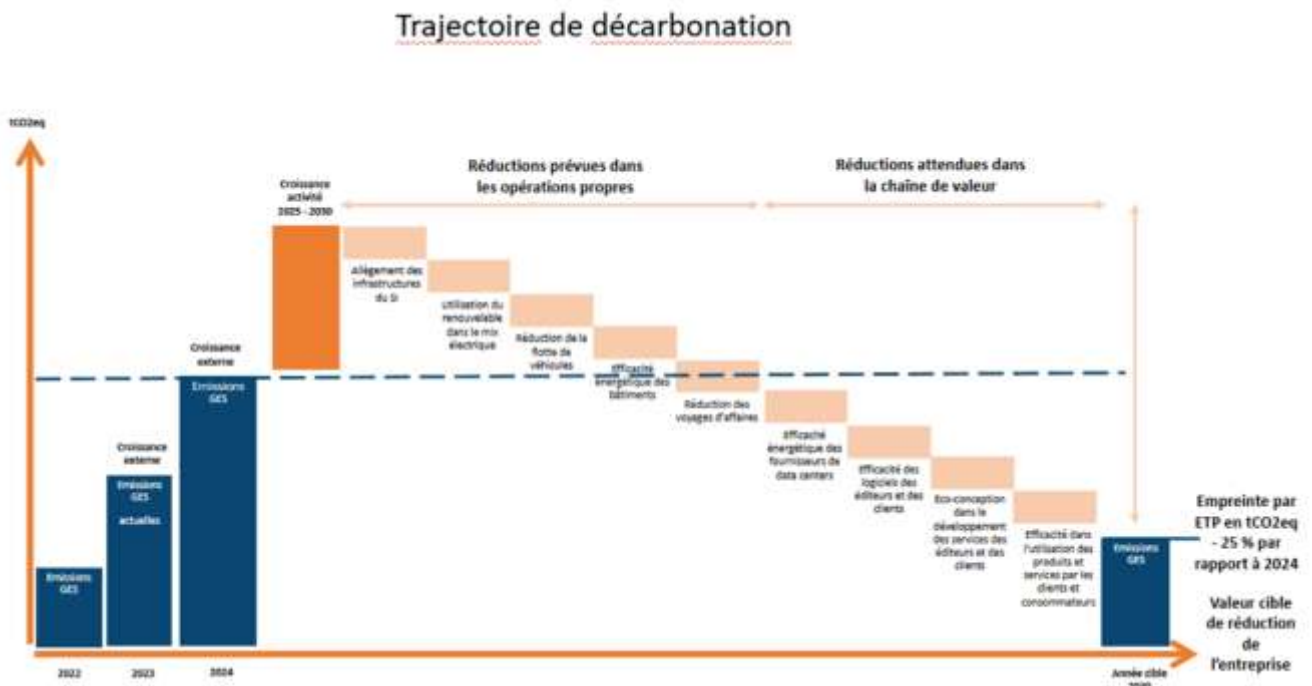 Trajectoire de décarbonation
tCO2eq
Croissance
activité
2025 - 2030
Réductions prévues dans
les opérations propres
Réductions attendues dans
la chaîne de valeur
Allègement des
infrastructures
du SI
Utilisation du
renouvelable
dans le mix
électrique
Réduction de la
flotte de
véhicules
Efficacité
énergétique des
bâtiments
Réduction des
voyages d'affaires
Efficacité
énergétique des
fournisseurs de
data centers
Efficacité des
logiciels des
éditeurs et des
clients
Eco-conception
dans le
développement
des services des
éditeurs et des
clients
Efficacité dans
l'utilisation des
produits et
services par les
clients et
consommateurs
Croissance
externe
Emissions
GES
Croissance
externe
Emissions
GES
actuelles
Emissions
GES
Emissions
GES
Empreinte par
ETP en tCO2eq
- 25 % par
rapport à 2024
Valeur cible
de réduction
de
l'entreprise
2022
2023
2024
Année cible